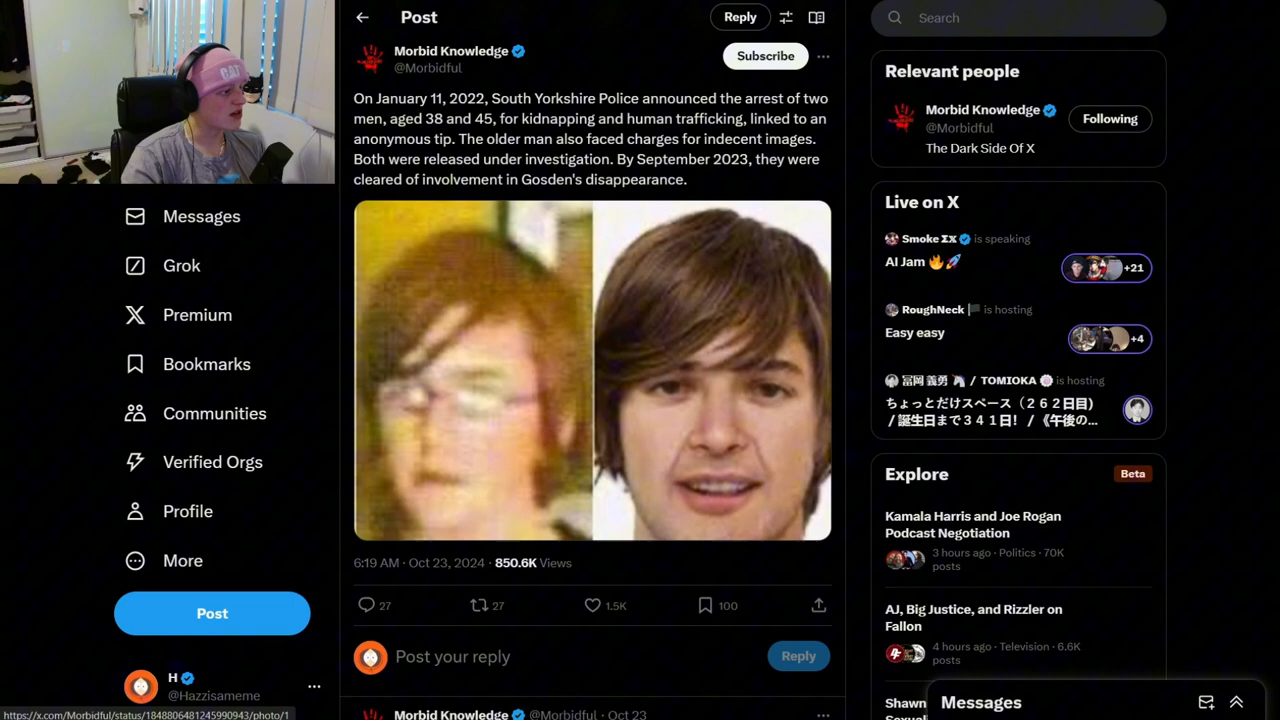 CAT
Post
Reply
Morbid Knowledge
@Morbidful
Subscribe
On January 11, 2022, South Yorkshire Police announced the arrest of two
men, aged 38 and 45, for kidnapping and human trafficking, linked to an
anonymous tip. The older man also faced charges for indecent images.
Both were released under investigation. By September 2023, they were
cleared of involvement in Gosden's disappearance.
6:19 AM · Oct 23, 2024 · 850.6K Views
27
27
1.5K
100
Post your reply
Reply
Morbid Knowledge @Morbidful · Oct 23
Messages
Grok
Premium
Bookmarks
Communities
Verified Orgs
Profile
More
Post
H
@Hazzisameme
https://x.com/Morbidful/status/1848806481245990943/photo/1
Search
Relevant people
Morbid Knowledge
@Morbidful
Following
The Dark Side Of X
Live on X
Smoke ΣX is speaking
AI Jam 🔥🚀
+21
RoughNeck 🏴 is hosting
Easy easy
+4
冨岡 義勇 / TOMIOKA is hosting
ちょっとだけスペース（２６２日目）
/ 誕生日まで３４１日！ / 《午後の...
Explore
Beta
Kamala Harris and Joe Rogan
Podcast Negotiation
3 hours ago · Politics · 70K
posts
AJ, Big Justice, and Rizzler on
Fallon
4 hours ago · Television · 6.6K
posts
Shawn
Messages